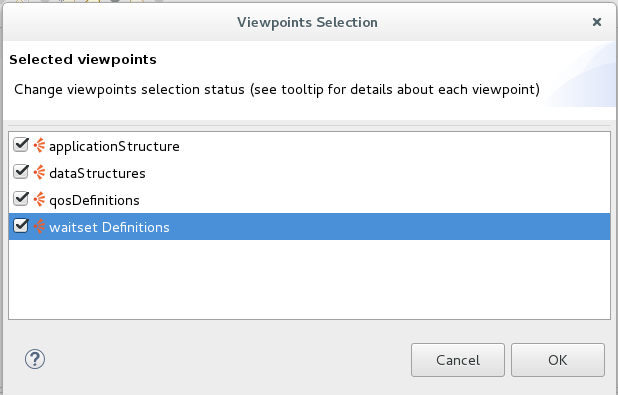 Viewpoints Selection
Selected viewpoints
Change viewpoints selection status (see tooltip for details about each viewpoint)
applicationStructure
dataStructures
qosDefinitions
waitset Definitions
Cancel
OK